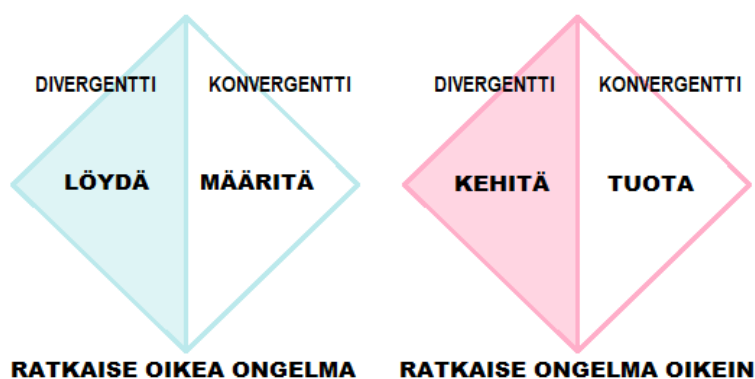 DIVERGENTTI KONVERGENTTI
LÖYDÄ MÄÄRITÄ
RATKAISE OIKEA ONGELMA
DIVERGENTTI KONVERGENTTI
KEHITÄ TUOTA
RATKAISE ONGELMA OIKEIN